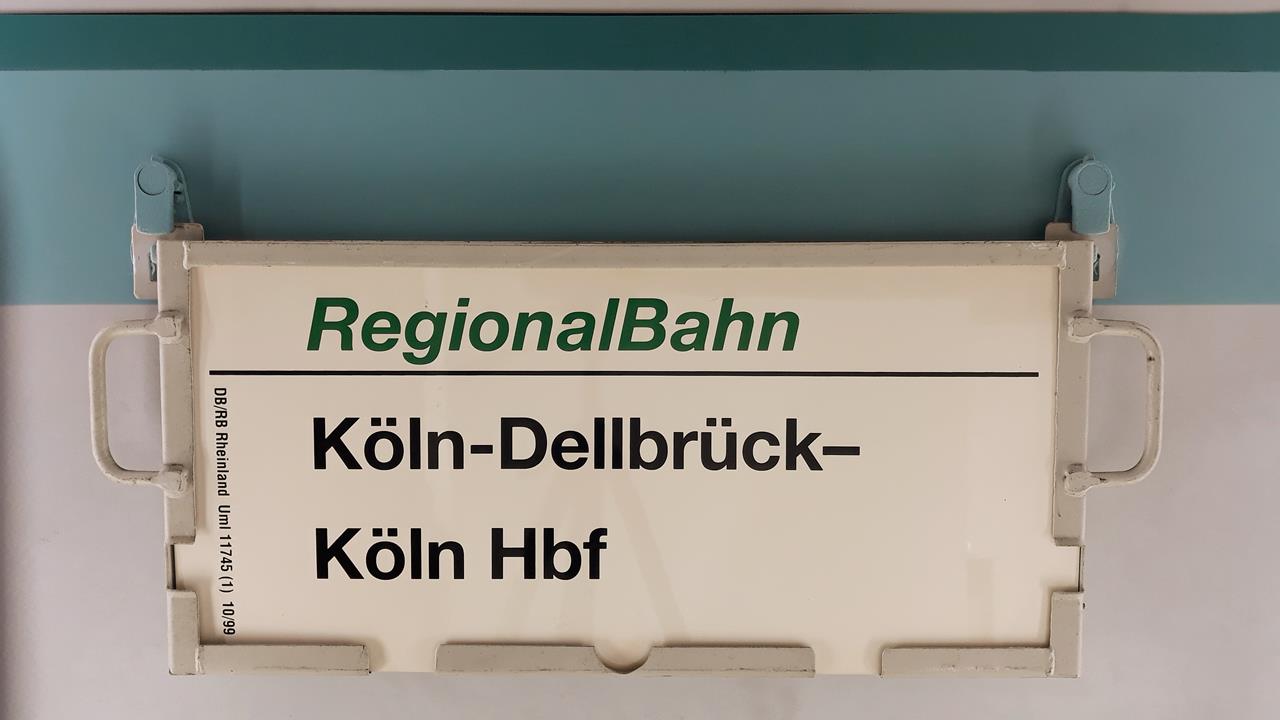 RegionalBahn
Köln-Dellbrück–
Köln Hbf
DB/RB Rheinland Uml 11745 (1) 10/99